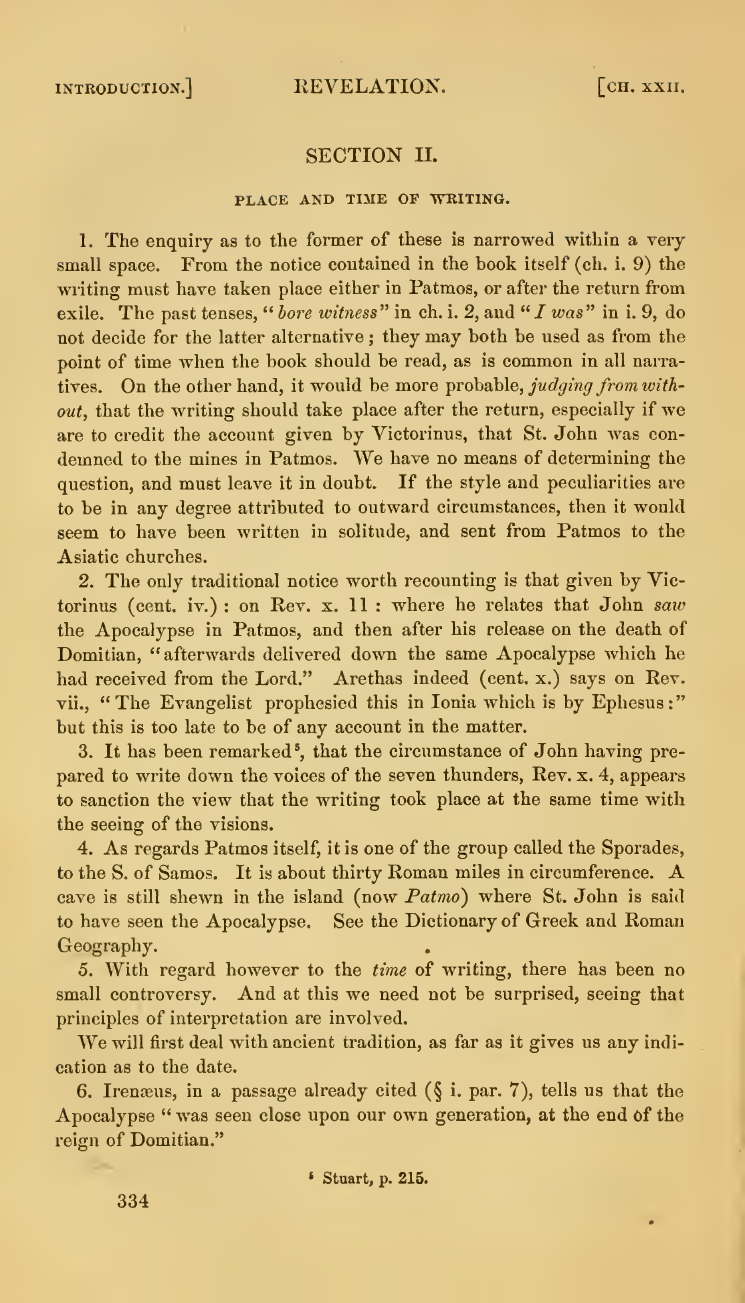 INTRODUCTION.] REVELATION. [CH. XXII.
SECTION II.
PLACE AND TIME OF WRITING.
1. The enquiry as to the former of these is narrowed within a very
small space. From the notice contained in the book itself (ch. i. 9) the
writing must have taken place either in Patmos, or after the return from
exile. The past tenses, “bore witness” in ch. i. 2, and “I was” in i. 9, do
not decide for the latter alternative; they may both be used as from the
point of time when the book should be read, as is common in all narra-
tives. On the other hand, it would be more probable, judging from with-
out, that the writing should take place after the return, especially if we
are to credit the account given by Victorinus, that St. John was con-
demned to the mines in Patmos. We have no means of determining the
question, and must leave it in doubt. If the style and peculiarities are
to be in any degree attributed to outward circumstances, then it would
seem to have been written in solitude, and sent from Patmos to the
Asiatic churches.
2. The only traditional notice worth recounting is that given by Vic-
torinus (cent. iv.) : on Rev. x. 11 : where he relates that John saw
the Apocalypse in Patmos, and then after his release on the death of
Domitian, “afterwards delivered down the same Apocalypse which he
had received from the Lord.” Arethas indeed (cent. x.) says on Rev.
vii., “The Evangelist prophesied this in Ionia which is by Ephesus:”
but this is too late to be of any account in the matter.
3. It has been remarked⁵, that the circumstance of John having pre-
pared to write down the voices of the seven thunders, Rev. x. 4, appears
to sanction the view that the writing took place at the same time with
the seeing of the visions.
4. As regards Patmos itself, it is one of the group called the Sporades,
to the S. of Samos. It is about thirty Roman miles in circumference. A
cave is still shewn in the island (now Patmo) where St. John is said
to have seen the Apocalypse. See the Dictionary of Greek and Roman
Geography.
5. With regard however to the time of writing, there has been no
small controversy. And at this we need not be surprised, seeing that
principles of interpretation are involved.
We will first deal with ancient tradition, as far as it gives us any indi-
cation as to the date.
6. Irenæus, in a passage already cited (§ i. par. 7), tells us that the
Apocalypse “was seen close upon our own generation, at the end of the
reign of Domitian.”
⁵ Stuart, p. 215.
334